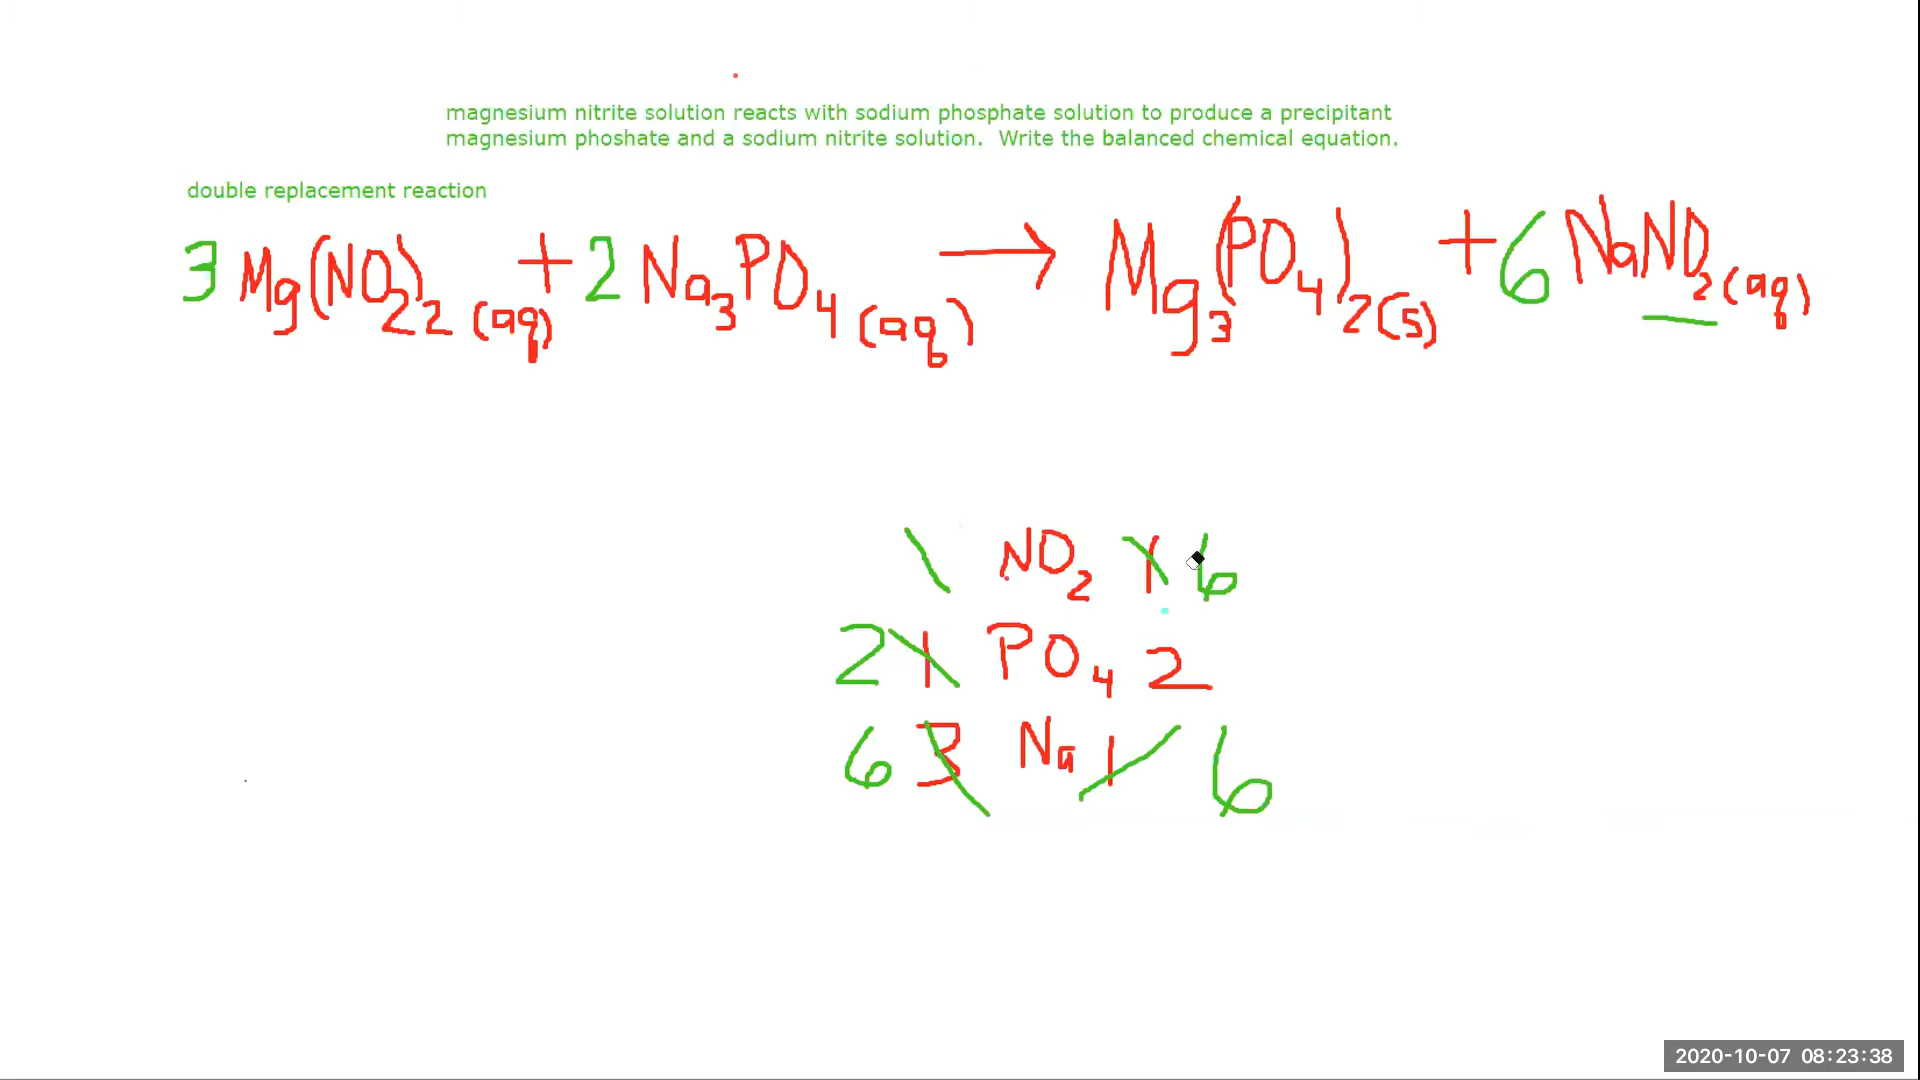 magnesium nitrite solution reacts with sodium phosphate solution to produce a precipitant
magnesium phoshate and a sodium nitrite solution.  Write the balanced chemical equation.
double replacement reaction
3 Mg(NO₂)₂ (aq) + 2 Na₃PO₄ (aq) → Mg₃(PO₄)₂(s) + 6 NaNO₂(aq)
NO₂ 1 6
2 1 PO₄ 2
6 3 Na 1 6
2020-10-07 08:23:38